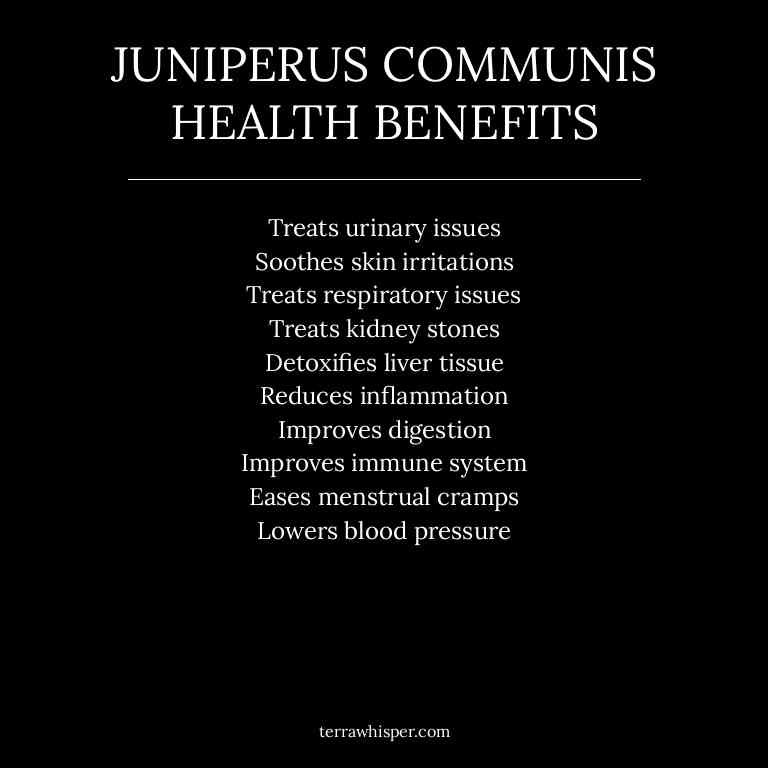 JUNIPERUS COMMUNIS
HEALTH BENEFITS
Treats urinary issues
Soothes skin irritations
Treats respiratory issues
Treats kidney stones
Detoxifies liver tissue
Reduces inflammation
Improves digestion
Improves immune system
Eases menstrual cramps
Lowers blood pressure
terrawhisper.com